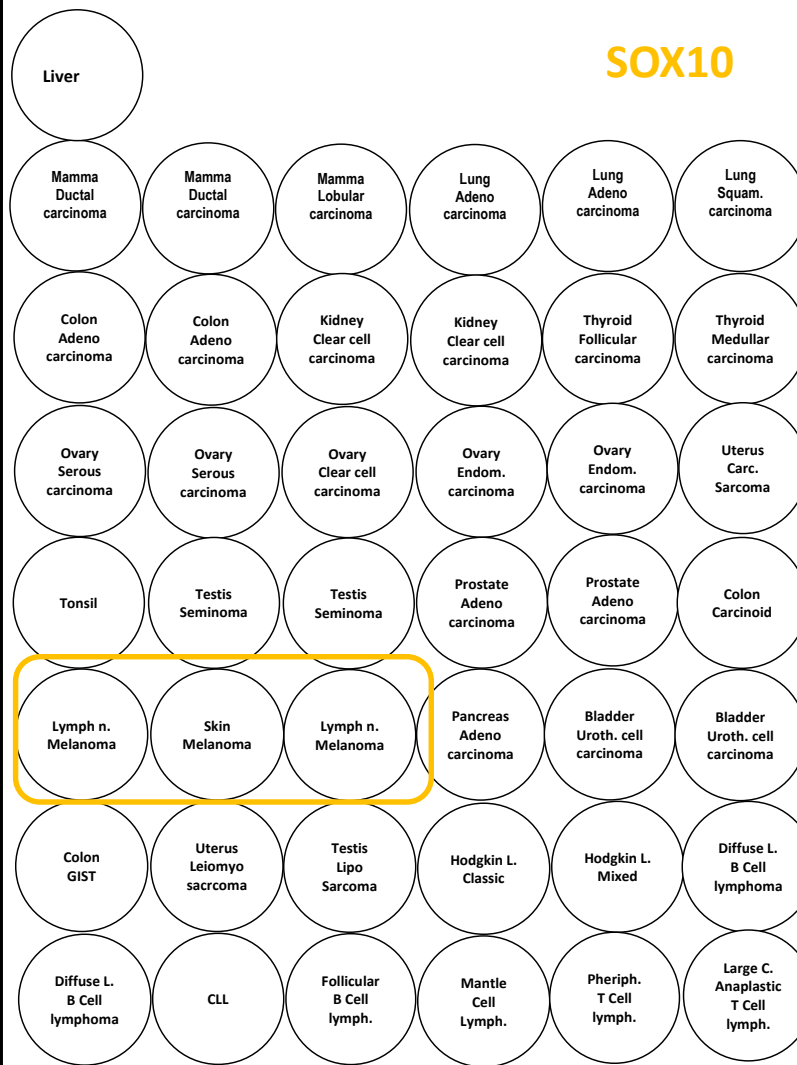 SOX10
Liver
Mamma
Ductal
carcinoma
Mamma
Ductal
carcinoma
Mamma
Lobular
carcinoma
Lung
Adeno
carcinoma
Lung
Adeno
carcinoma
Lung
Squam.
carcinoma
Colon
Adeno
carcinoma
Colon
Adeno
carcinoma
Kidney
Clear cell
carcinoma
Kidney
Clear cell
carcinoma
Thyroid
Follicular
carcinoma
Thyroid
Medullar
carcinoma
Ovary
Serous
carcinoma
Ovary
Serous
carcinoma
Ovary
Clear cell
carcinoma
Ovary
Endom.
carcinoma
Ovary
Endom.
carcinoma
Uterus
Carc.
Sarcoma
Tonsil
Testis
Seminoma
Testis
Seminoma
Prostate
Adeno
carcinoma
Prostate
Adeno
carcinoma
Colon
Carcinoid
Lymph n.
Melanoma
Skin
Melanoma
Lymph n.
Melanoma
Pancreas
Adeno
carcinoma
Bladder
Uroth. cell
carcinoma
Bladder
Uroth. cell
carcinoma
Colon
GIST
Uterus
Leiomyo
sacrcoma
Testis
Lipo
Sarcoma
Hodgkin L.
Classic
Hodgkin L.
Mixed
Diffuse L.
B Cell
lymphoma
Diffuse L.
B Cell
lymphoma
CLL
Follicular
B Cell
lymph.
Mantle
Cell
Lymph.
Pheriph.
T Cell
lymph.
Large C.
Anaplastic
T Cell
lymph.